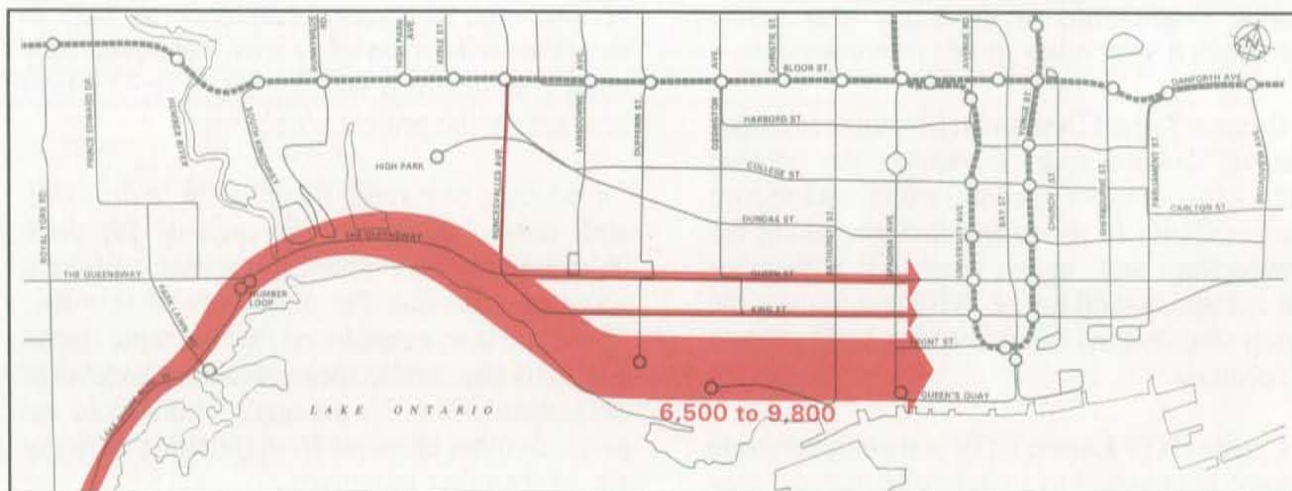 ROYAL YORK RD.
PRINCE EDWARD DR.
HUMBER RIVER
SOUTH KINGSWAY
RD.
HIGH PARK
AVE.
KEELE ST.
LANSDOWNE
AVE.
DUFFERIN ST.
OSSINGTON
AVE
CHRISTIE ST.
BLOOR ST.
AVENUE RD.
YONGE ST.
DANFORTH AVE.
HARBORD ST.
HIGH PARK
COLLEGE ST.
RONCESVALLES AVE.
BATHURST ST.
SPADINA AVE.
UNIVERSITY AVE.
BAY ST.
CHURCH ST.
SHERBOURNE ST.
PARLIAMENT ST.
BROADVIEW AVE.
CARLTON ST.
DUNDAS ST.
THE QUEENSWAY
THE QUEENSWAY
QUEEN ST.
HUMBER
LOOP
PARK LAWN
KING ST.
FRONT ST.
LAKE ONTARIO
QUEEN'S QUAY
6,500 to 9,800